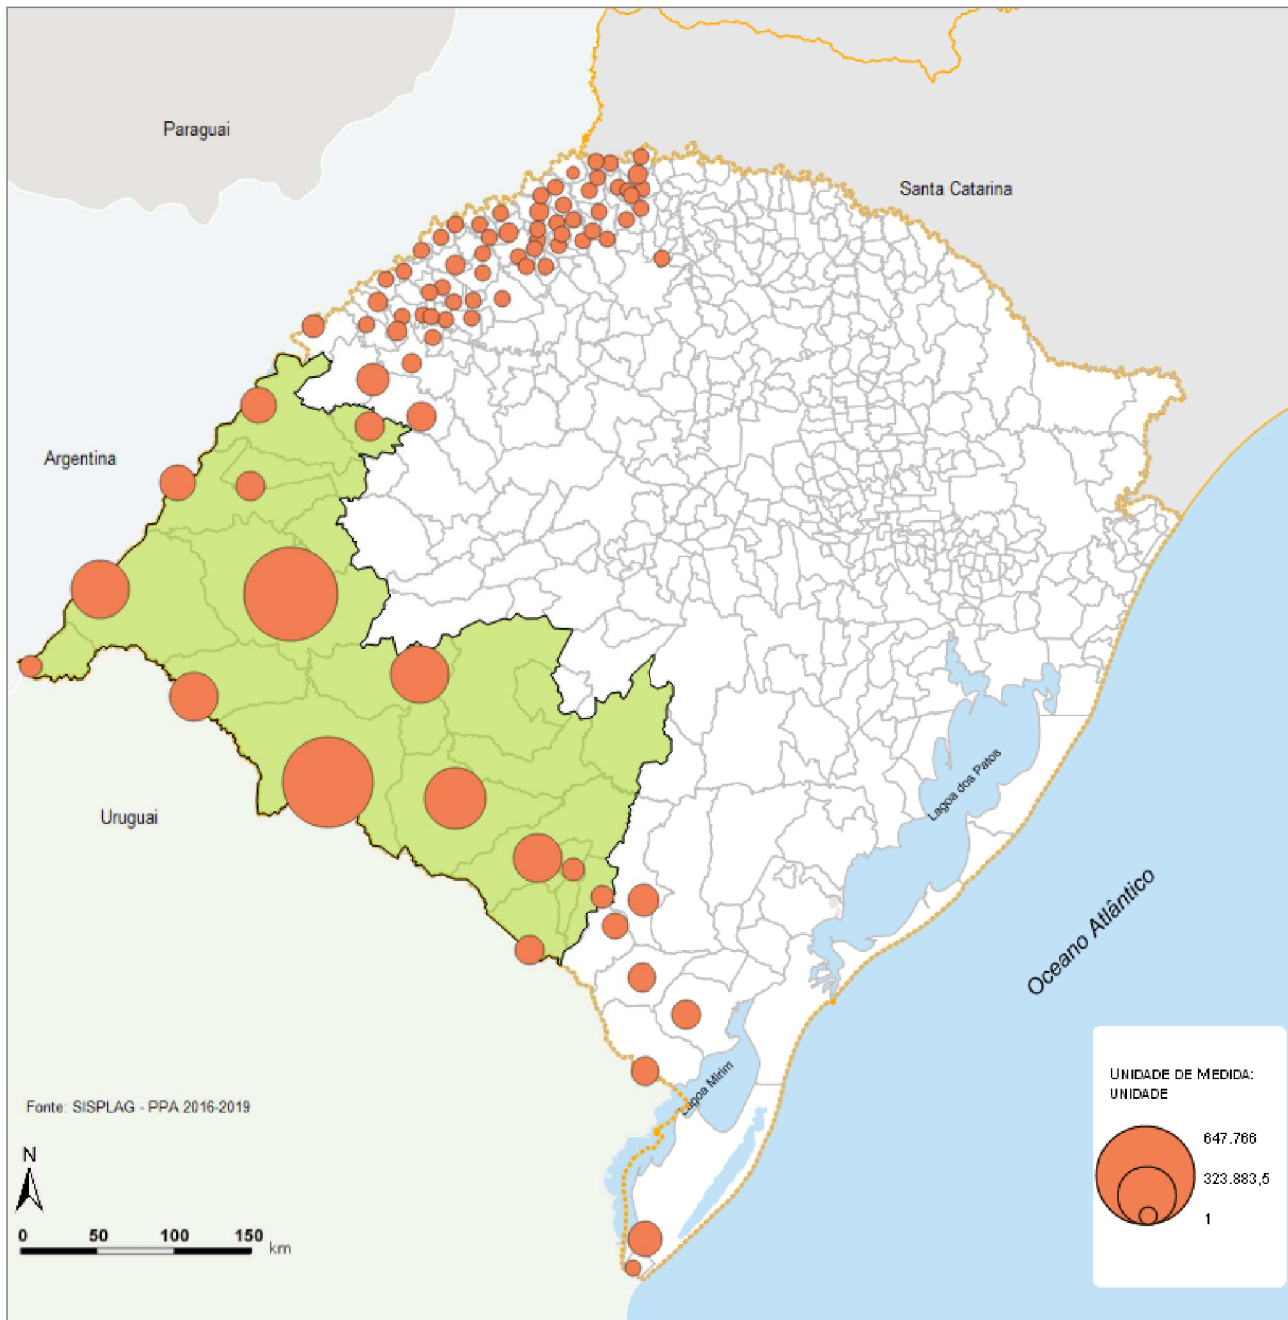 Paraguai
Santa Catarina
Argentina
Uruguai
Lagoa dos Patos
Oceano Atlântico
Lagoa Mirim
Fonte: SISPLAG - PPA 2016-2019
N
0 50 100 150
km
UNIDADE DE MEDIDA:
UNIDADE
647.766
323.883,5
1